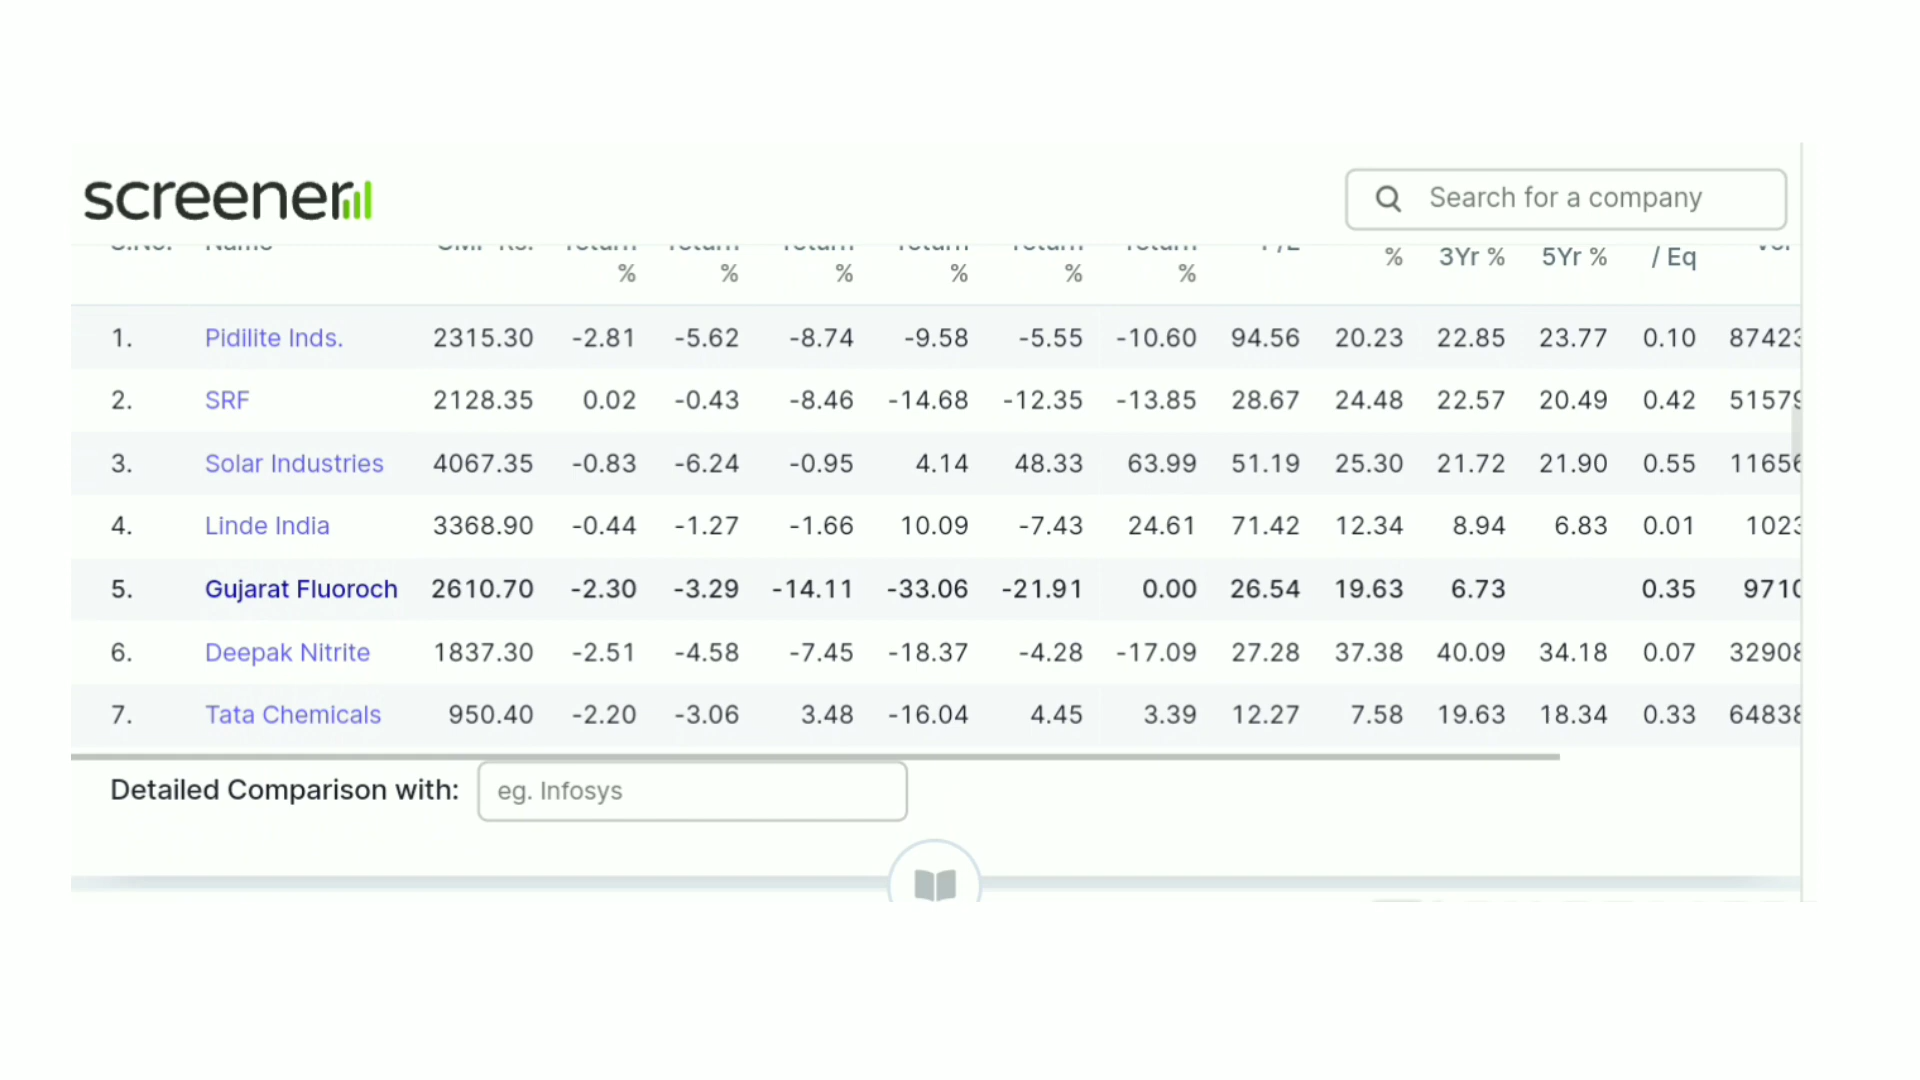 screener
Search for a company
% % % % % % % 3Yr % 5Yr % / Eq
1. Pidilite Inds. 2315.30 -2.81 -5.62 -8.74 -9.58 -5.55 -10.60 94.56 20.23 22.85 23.77 0.10 87423
2. SRF 2128.35 0.02 -0.43 -8.46 -14.68 -12.35 -13.85 28.67 24.48 22.57 20.49 0.42 51579
3. Solar Industries 4067.35 -0.83 -6.24 -0.95 4.14 48.33 63.99 51.19 25.30 21.72 21.90 0.55 11656
4. Linde India 3368.90 -0.44 -1.27 -1.66 10.09 -7.43 24.61 71.42 12.34 8.94 6.83 0.01 1023
5. Gujarat Fluoroch 2610.70 -2.30 -3.29 -14.11 -33.06 -21.91 0.00 26.54 19.63 6.73 0.35 9710
6. Deepak Nitrite 1837.30 -2.51 -4.58 -7.45 -18.37 -4.28 -17.09 27.28 37.38 40.09 34.18 0.07 32908
7. Tata Chemicals 950.40 -2.20 -3.06 3.48 -16.04 4.45 3.39 12.27 7.58 19.63 18.34 0.33 64838
Detailed Comparison with: eg. Infosys